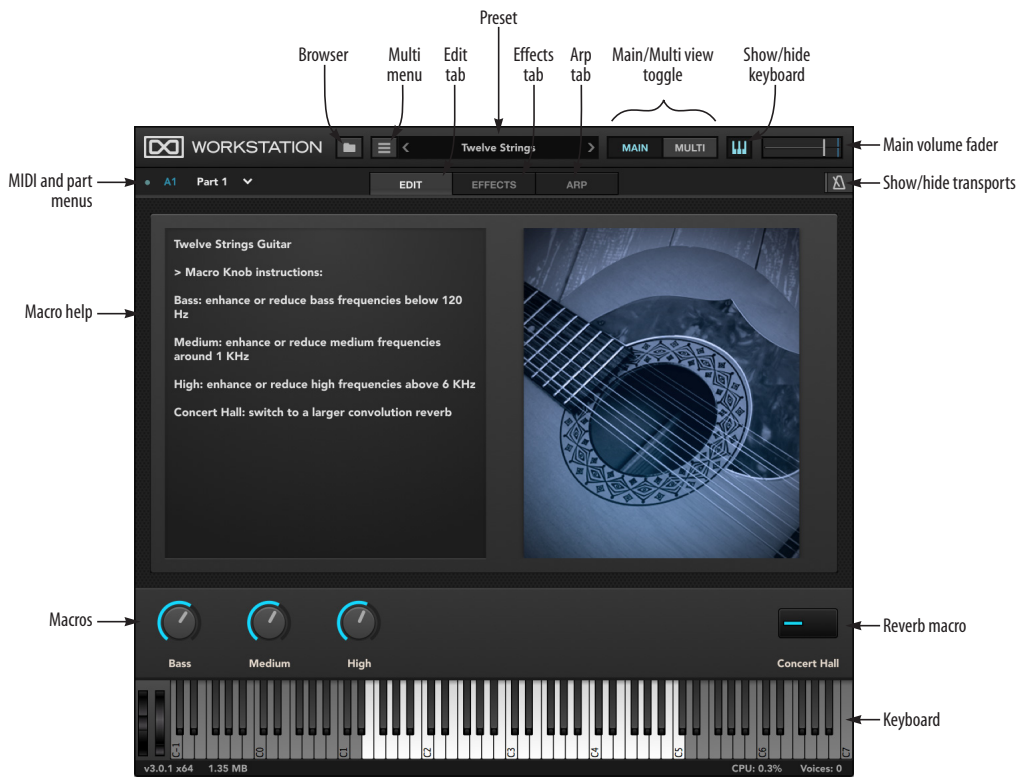 Preset
Browser
Multi menu
Edit tab
Effects tab
Arp tab
Main/Multi view toggle
Show/hide keyboard
WORKSTATION
Twelve Strings
MAIN
MULTI
Main volume fader
MIDI and part menus
A1
Part 1
EDIT
EFFECTS
ARP
Show/hide transports
Twelve Strings Guitar
> Macro Knob instructions:
Bass: enhance or reduce bass frequencies below 120
Hz
Medium: enhance or reduce medium frequencies
around 1 KHz
High: enhance or reduce high frequencies above 6 KHz
Concert Hall: switch to a larger convolution reverb
Macro help
Macros
Reverb macro
Bass
Medium
High
Concert Hall
Keyboard
C-1
C0
C1
C2
C3
C4
C5
C6
C7
v3.0.1 x64
1.35 MB
CPU: 0.3%
Voices: 0